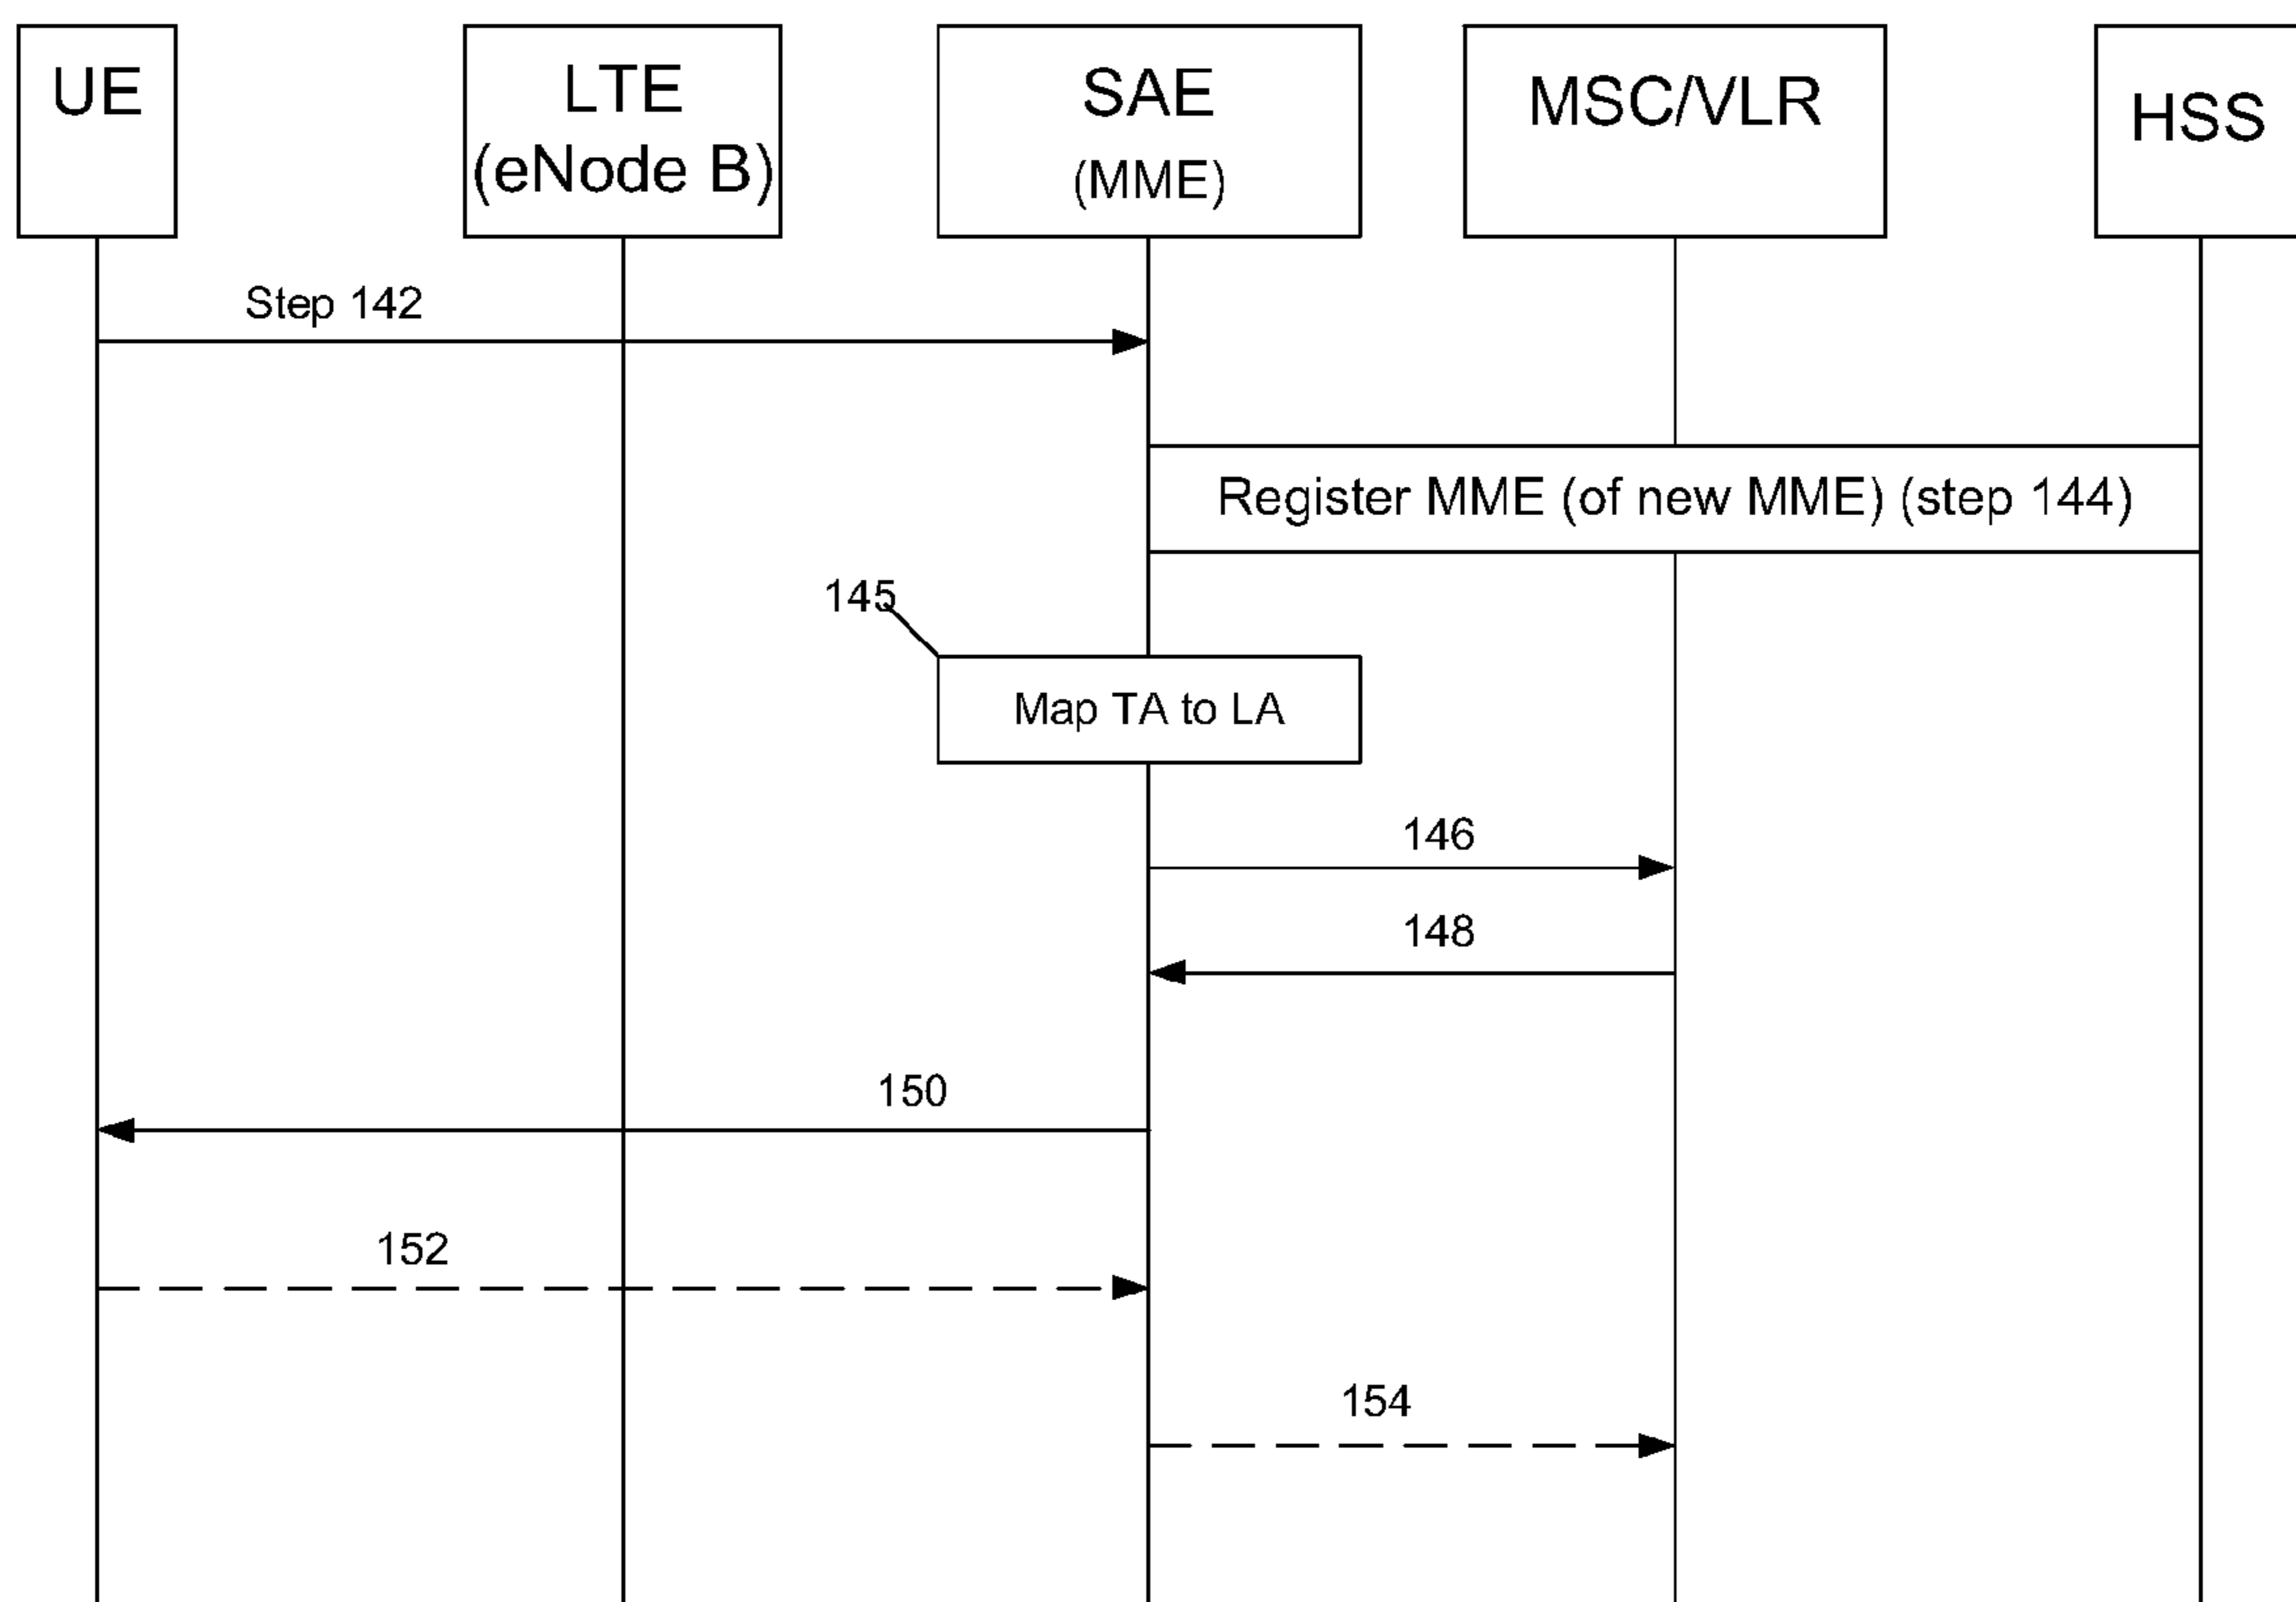 UE
LTE
(eNode B)
SAE
(MME)
MSC/VLR
HSS
Step 142
Register MME (of new MME) (step 144)
145
Map TA to LA
146
148
150
152
154